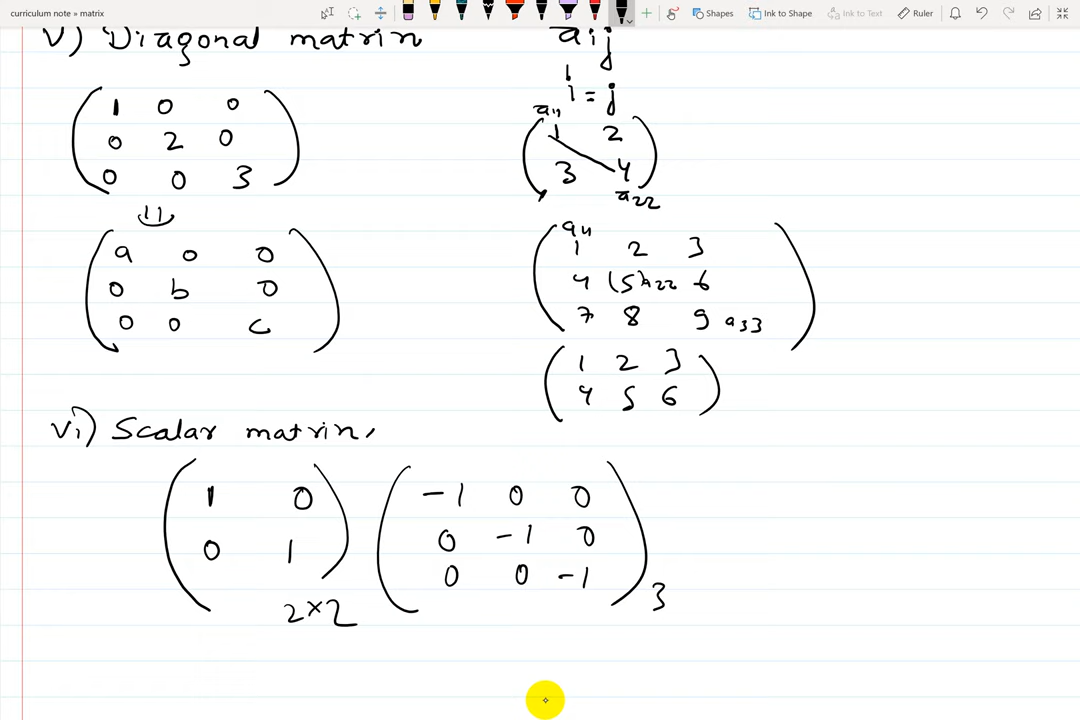 curriculum note » matrix
Shapes Ink to Shape Ink to Text Ruler
v) Diagonal matrin
1 0 0
0 2 0
0 0 3
a 0 0
0 b 0
0 0 c
aij
i = j
a11
1 2
3 4
a22
a11
1 2 3
4 (5)a22 6
7 8 9 a33
1 2 3
4 5 6
vi) Scalar matrin,
1 0
0 1
2×2
-1 0 0
0 -1 0
0 0 -1
3